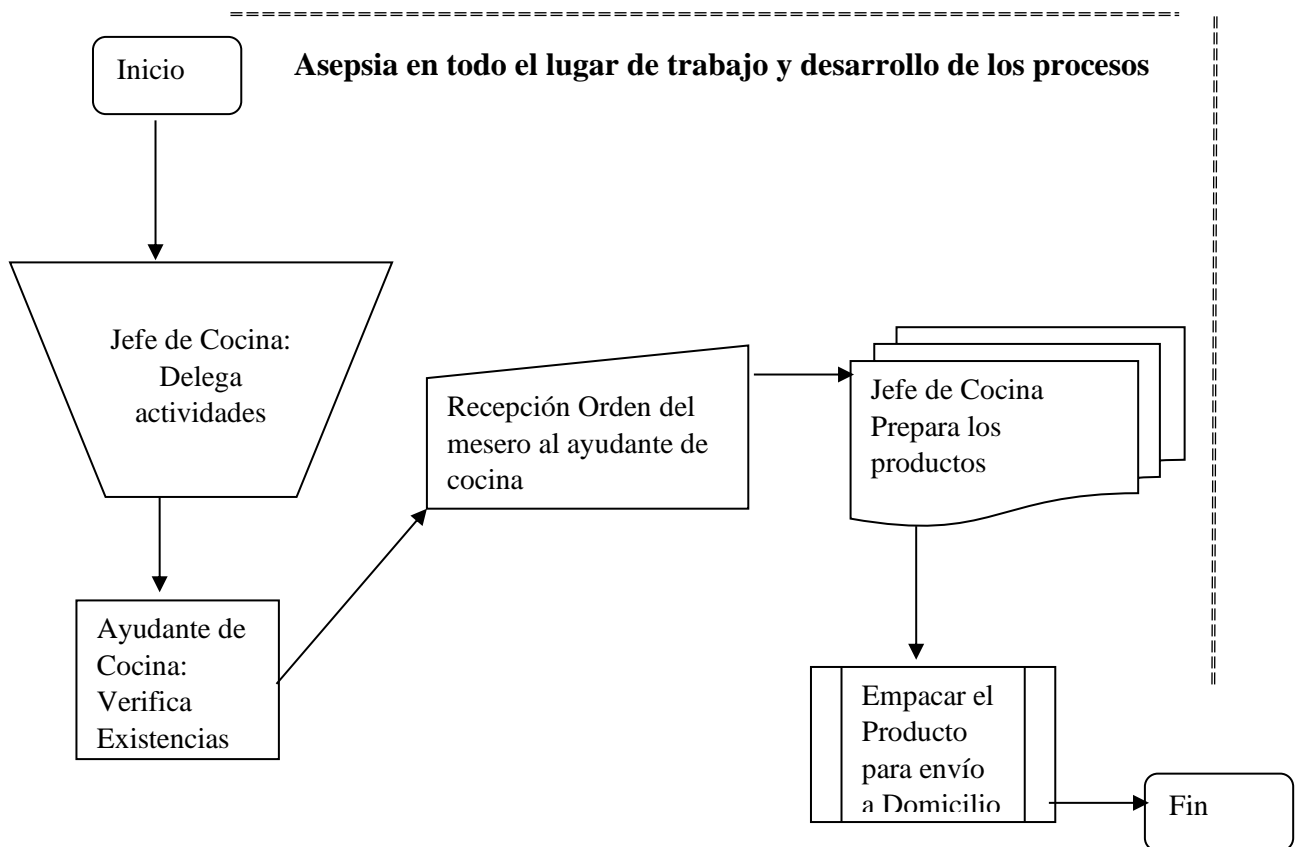 Inicio
Asepsia en todo el lugar de trabajo y desarrollo de los procesos
Jefe de Cocina:
Delega
actividades
Ayudante de
Cocina:
Verifica
Existencias
Recepción Orden del
mesero al ayudante de
cocina
Jefe de Cocina
Prepara los
productos
Empacar el
Producto
para envío
a Domicilio
Fin